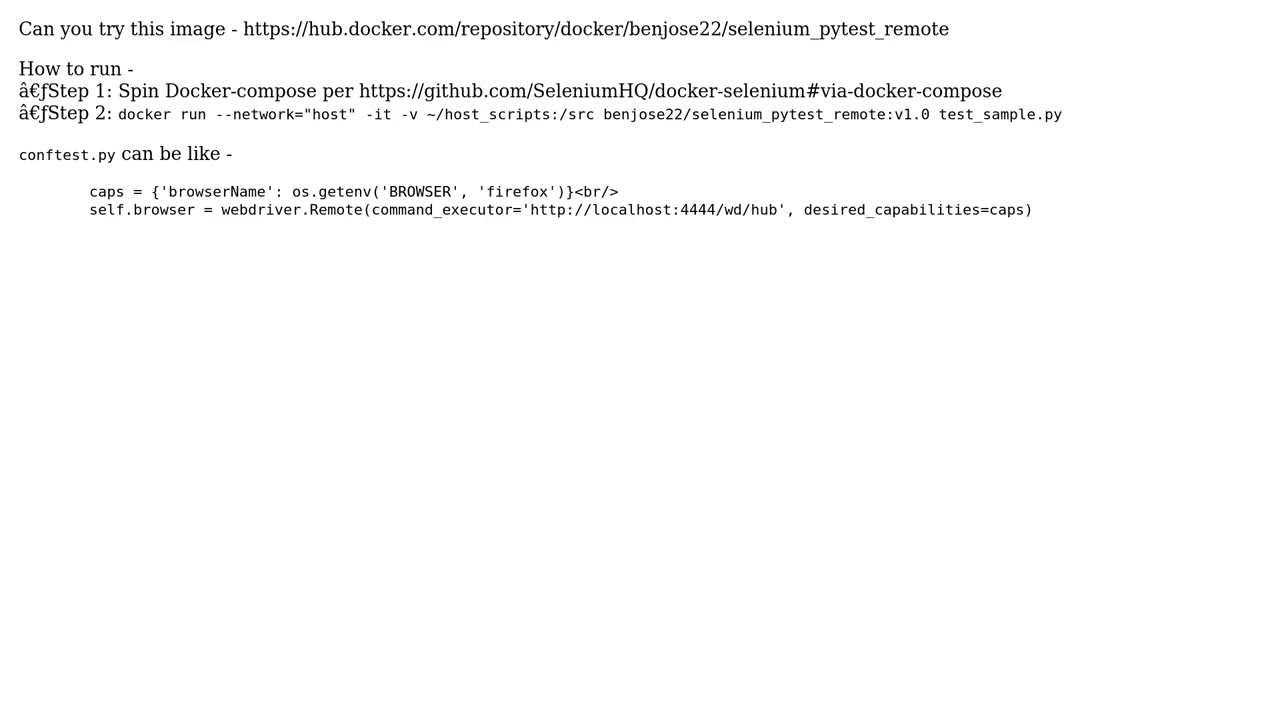 Can you try this image - https://hub.docker.com/repository/docker/benjose22/selenium_pytest_remote
How to run -
â€ƒStep 1: Spin Docker-compose per https://github.com/SeleniumHQ/docker-selenium#via-docker-compose
â€ƒStep 2: docker run --network="host" -it -v ~/host_scripts:/src benjose22/selenium_pytest_remote:v1.0 test_sample.py
conftest.py can be like -
caps = {'browserName': os.getenv('BROWSER', 'firefox')}<br/>
self.browser = webdriver.Remote(command_executor='http://localhost:4444/wd/hub', desired_capabilities=caps)